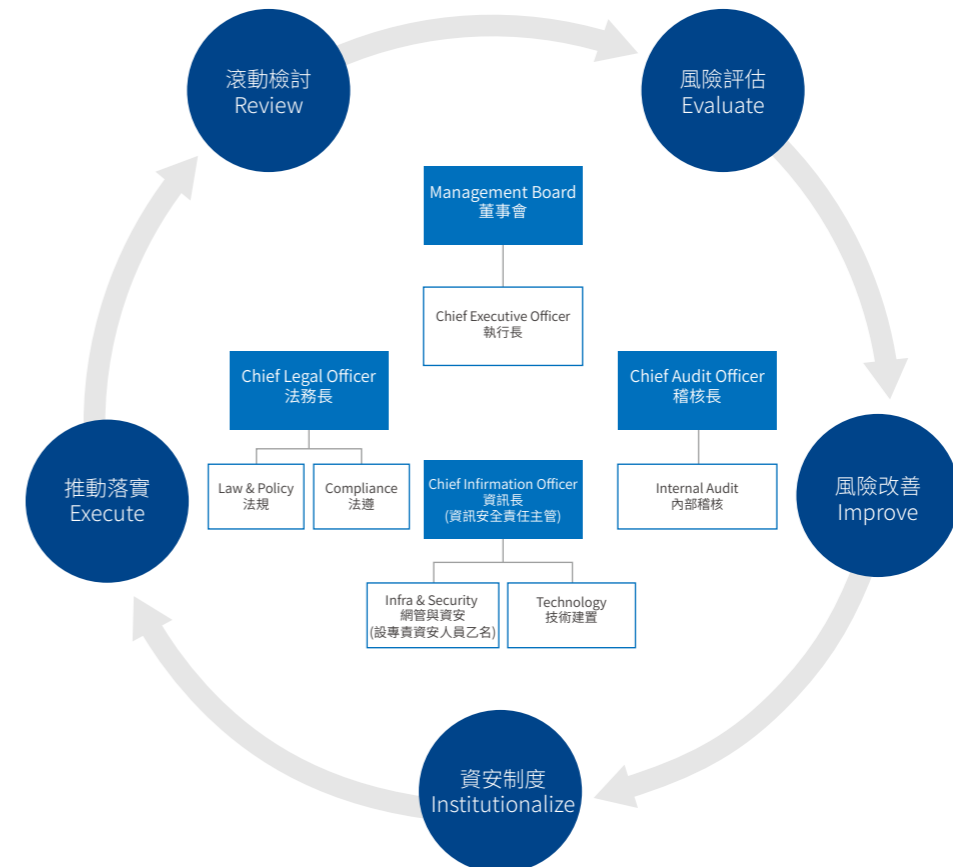 滾動檢討
Review
風險評估
Evaluate
Management Board
董事會
Chief Executive Officer
執行長
Chief Legal Officer
法務長
Chief Audit Officer
稽核長
Law & Policy
法規
Compliance
法遵
Chief Infirmation Officer
資訊長
(資訊安全責任主管)
Internal Audit
內部稽核
推動落實
Execute
風險改善
Improve
Infra & Security
網管與資安
(設專責資安人員乙名)
Technology
技術建置
資安制度
Institutionalize